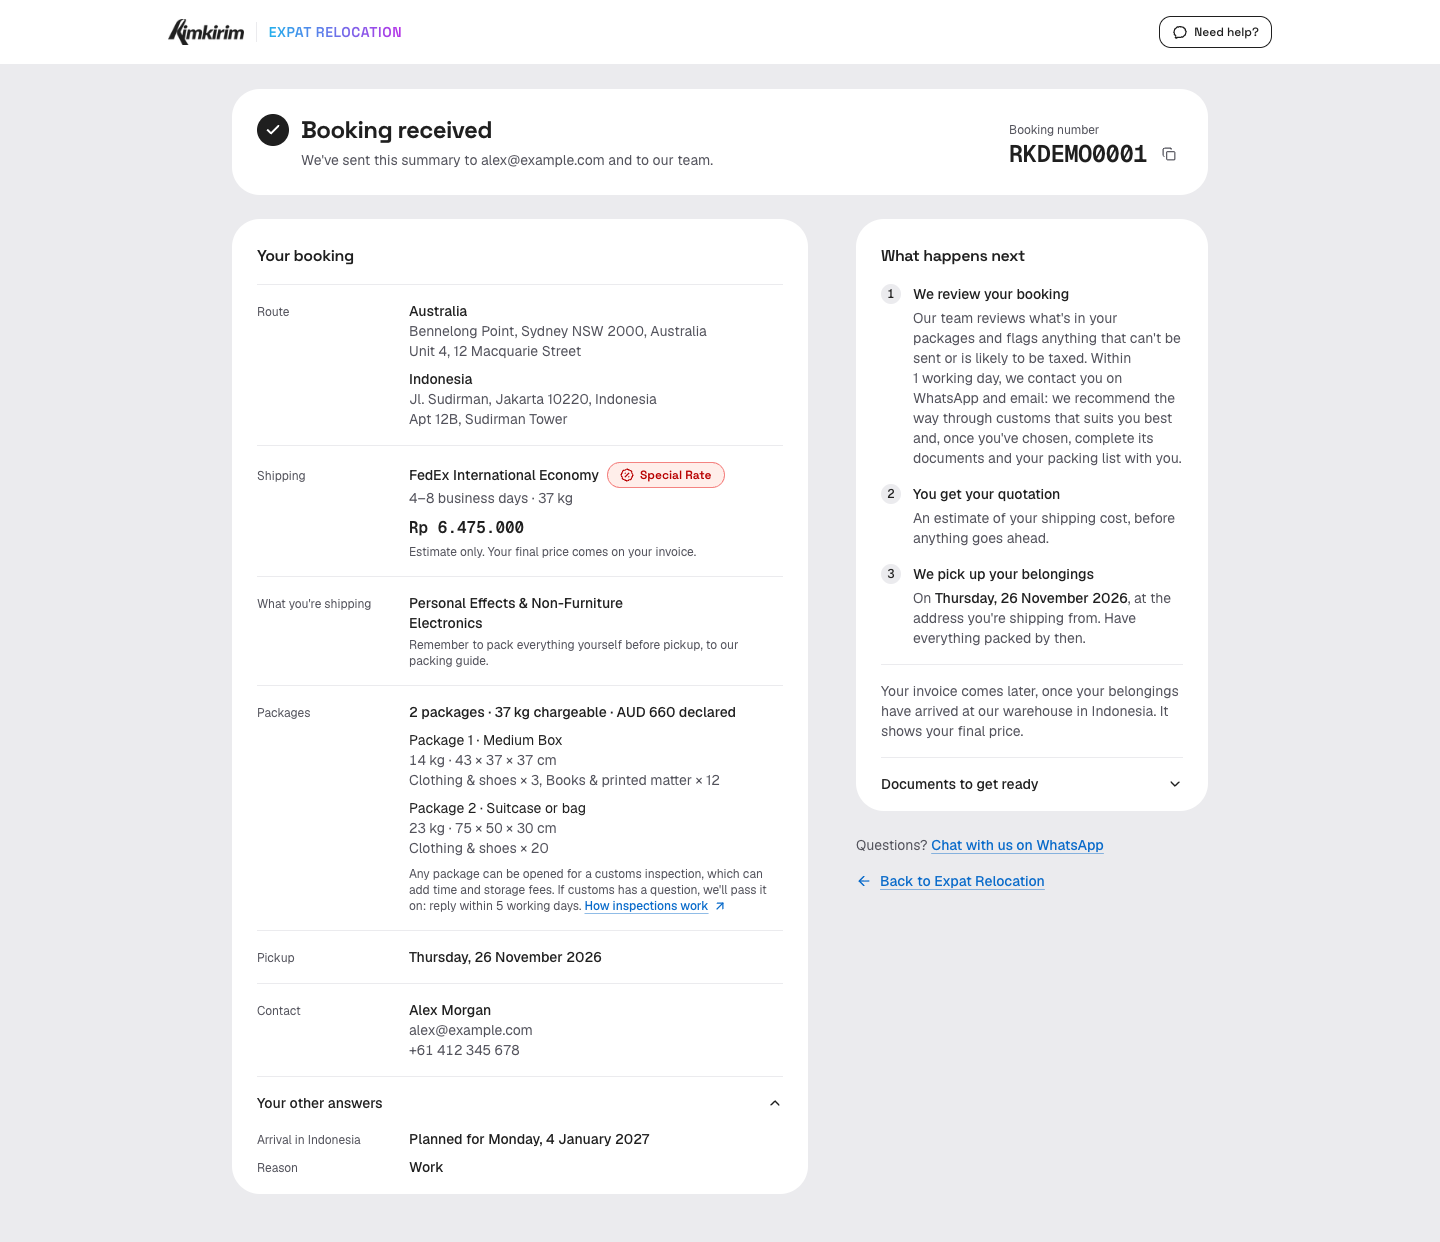 Kimkirim
EXPAT RELOCATION
Need help?
Booking received
We've sent this summary to alex@example.com and to our team.
Booking number
RKDEMO0001
Your booking
Route
Australia
Bennelong Point, Sydney NSW 2000, Australia
Unit 4, 12 Macquarie Street
Indonesia
Jl. Sudirman, Jakarta 10220, Indonesia
Apt 12B, Sudirman Tower
Shipping
FedEx International Economy
Special Rate
4–8 business days · 37 kg
Rp 6.475.000
Estimate only. Your final price comes on your invoice.
What you're shipping
Personal Effects & Non-Furniture
Electronics
Remember to pack everything yourself before pickup, to our
packing guide.
Packages
2 packages · 37 kg chargeable · AUD 660 declared
Package 1 · Medium Box
14 kg · 43 × 37 × 37 cm
Clothing & shoes × 3, Books & printed matter × 12
Package 2 · Suitcase or bag
23 kg · 75 × 50 × 30 cm
Clothing & shoes × 20
Any package can be opened for a customs inspection, which can
add time and storage fees. If customs has a question, we'll pass it
on: reply within 5 working days. How inspections work
Pickup
Thursday, 26 November 2026
Contact
Alex Morgan
alex@example.com
+61 412 345 678
Your other answers
Arrival in Indonesia
Planned for Monday, 4 January 2027
Reason
Work
What happens next
1
We review your booking
Our team reviews what's in your
packages and flags anything that can't be
sent or is likely to be taxed. Within
1 working day, we contact you on
WhatsApp and email: we recommend the
way through customs that suits you best
and, once you've chosen, complete its
documents and your packing list with you.
2
You get your quotation
An estimate of your shipping cost, before
anything goes ahead.
3
We pick up your belongings
On Thursday, 26 November 2026, at the
address you're shipping from. Have
everything packed by then.
Your invoice comes later, once your belongings
have arrived at our warehouse in Indonesia. It
shows your final price.
Documents to get ready
Questions? Chat with us on WhatsApp
Back to Expat Relocation